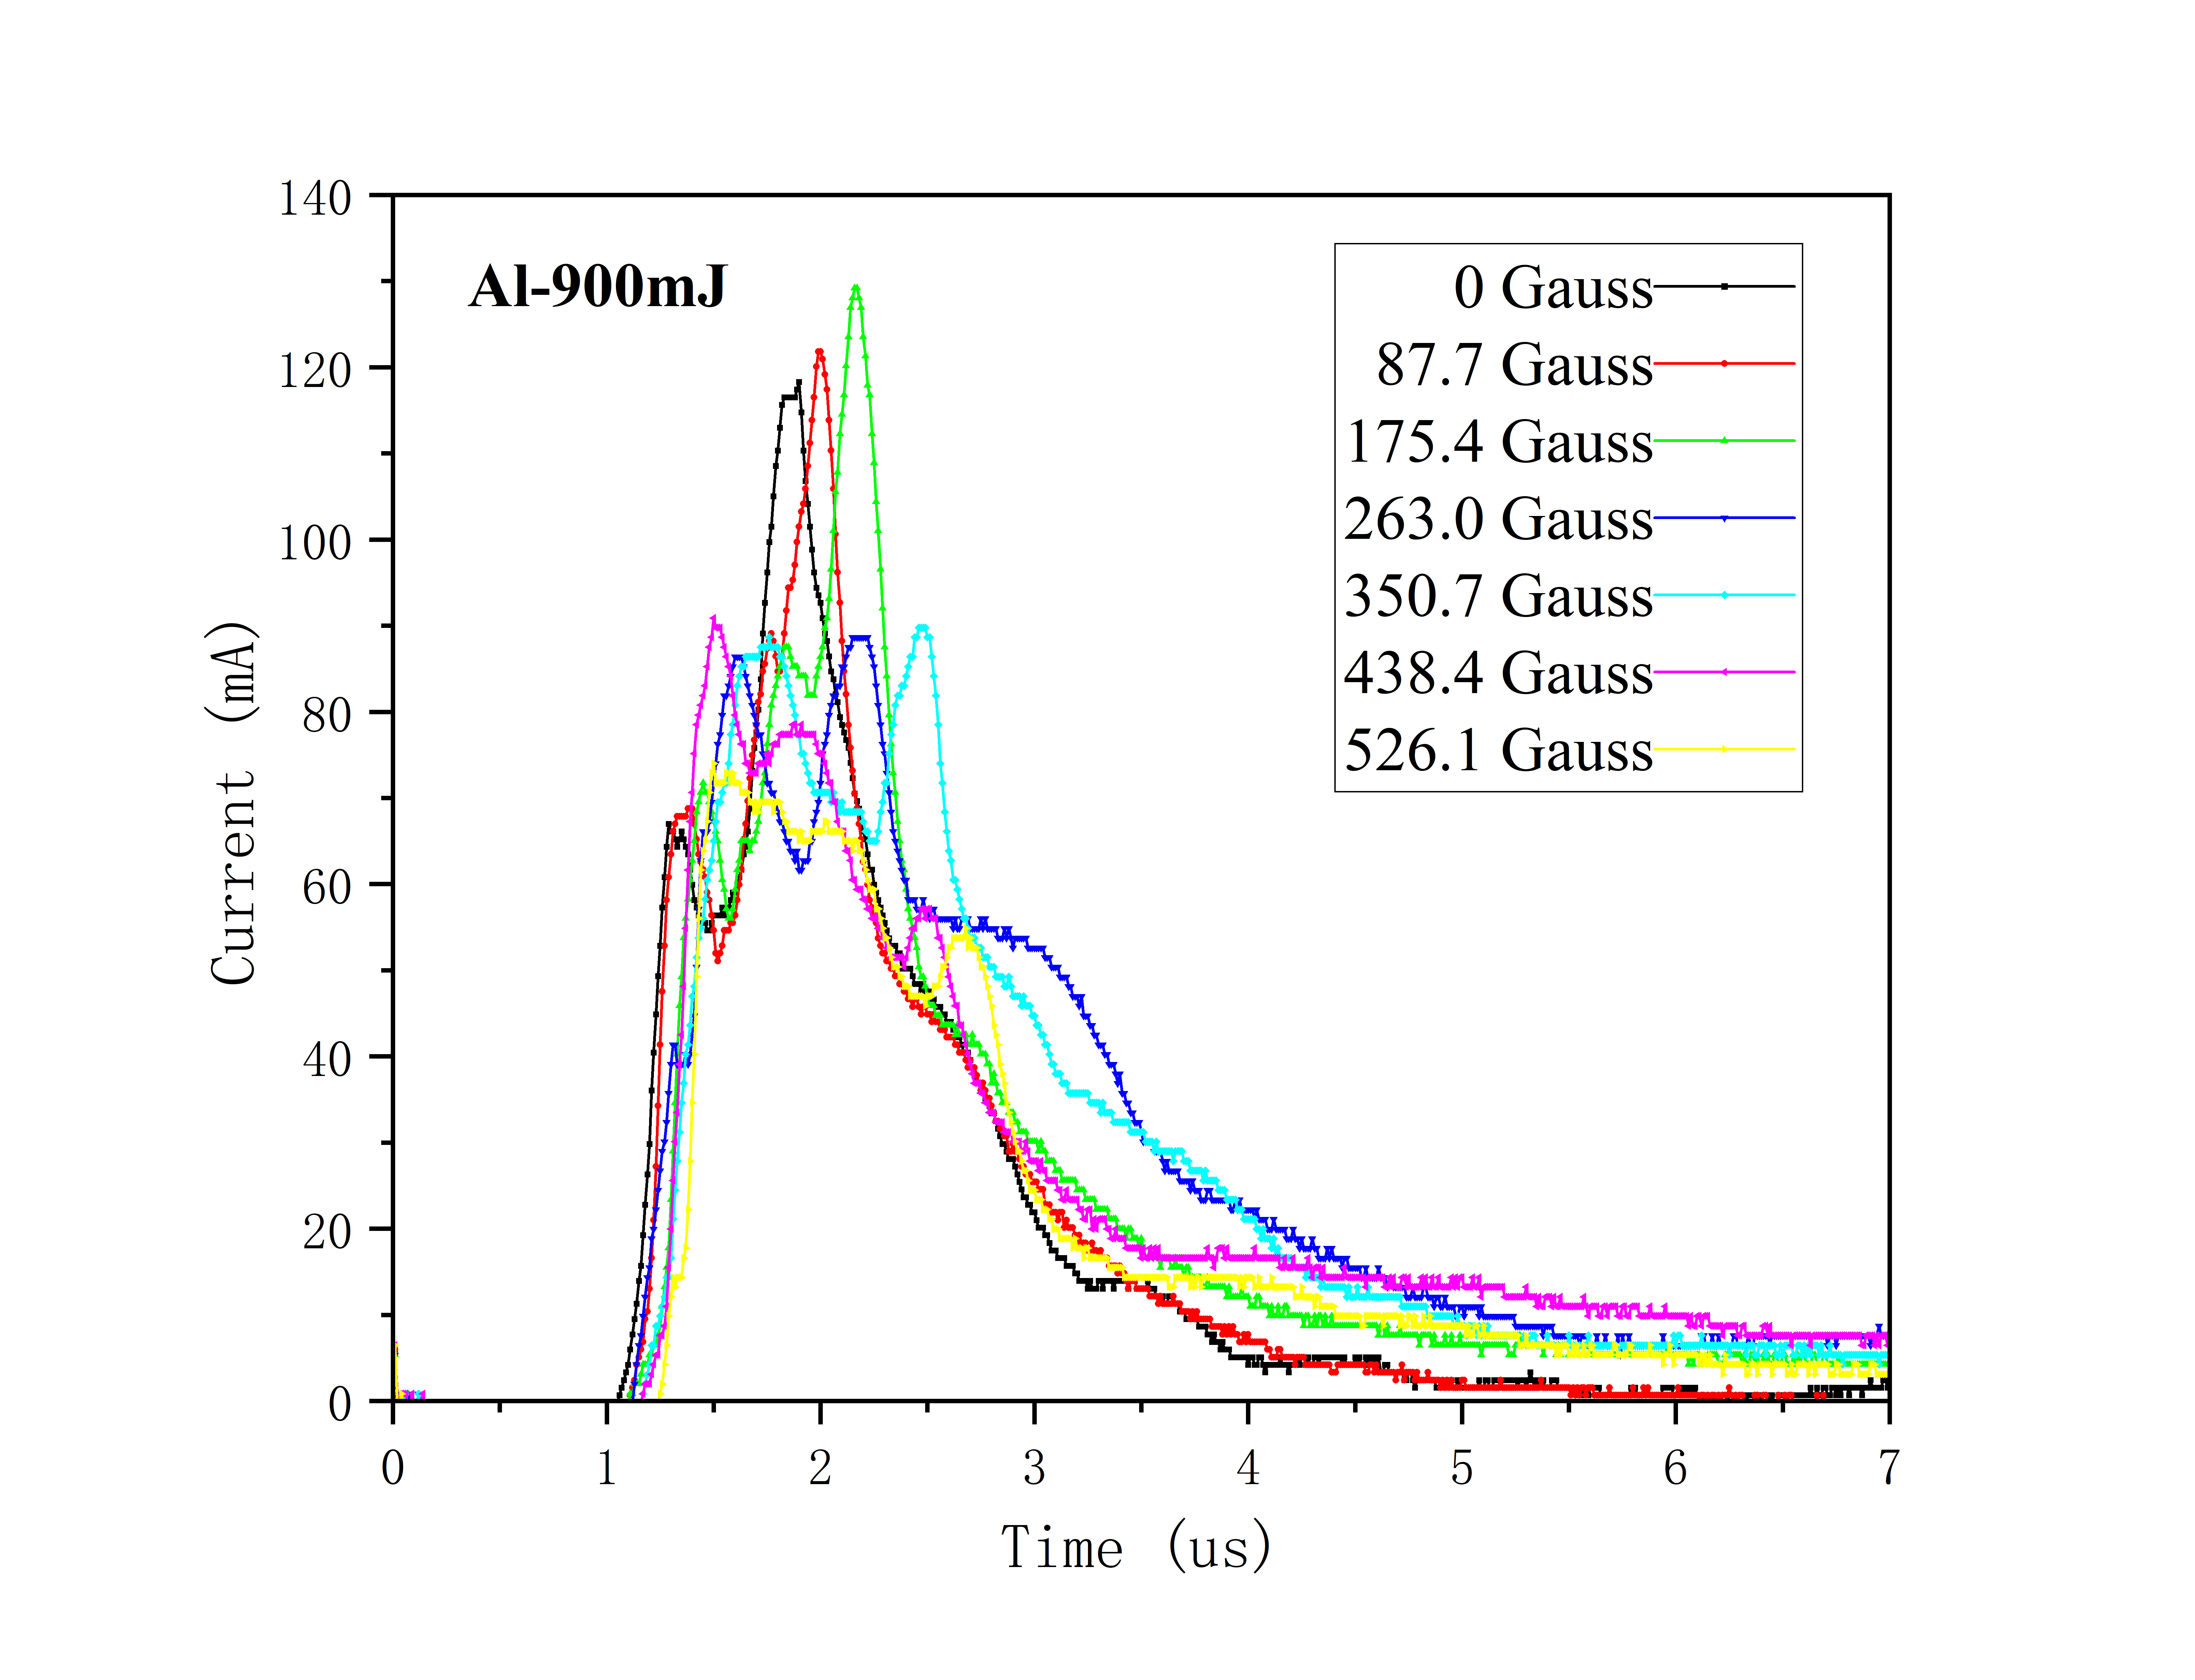 140
120
100
80
60
40
20
0
Current (mA)
Al-900mJ
0 Gauss
87.7 Gauss
175.4 Gauss
263.0 Gauss
350.7 Gauss
438.4 Gauss
526.1 Gauss
0 1 2 3 4 5 6 7
Time (us)